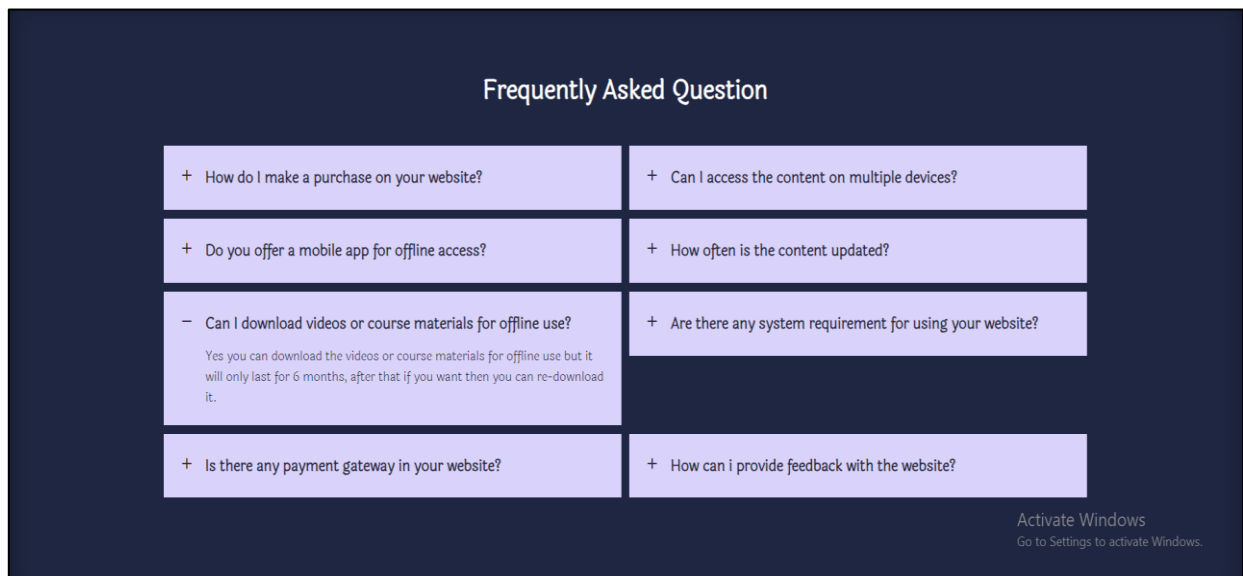 Frequently Asked Question
+ How do I make a purchase on your website?
+ Can I access the content on multiple devices?
+ Do you offer a mobile app for offline access?
+ How often is the content updated?
− Can I download videos or course materials for offline use?
Yes you can download the videos or course materials for offline use but it
will only last for 6 months, after that if you want then you can re-download
it.
+ Are there any system requirement for using your website?
+ Is there any payment gateway in your website?
+ How can i provide feedback with the website?
Activate Windows
Go to Settings to activate Windows.